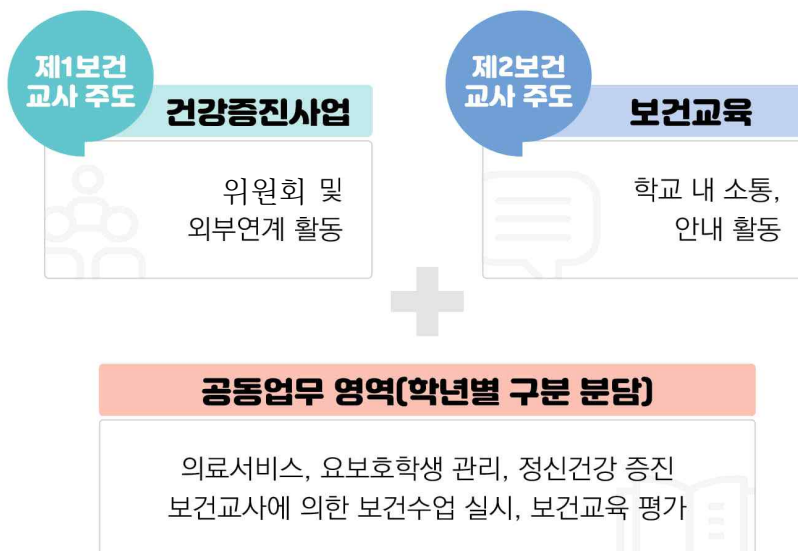 제1보건
교사 주도
건강증진사업
위원회 및
외부연계 활동
제2보건
교사 주도
보건교육
학교 내 소통,
안내 활동
공동업무 영역(학년별 구분 분담)
의료서비스, 요보호학생 관리, 정신건강 증진
보건교사에 의한 보건수업 실시, 보건교육 평가